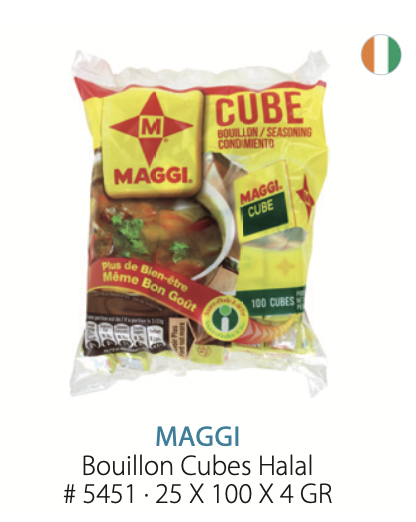 CUBE
BOUILLON / SEASONING
CONDIMIENTO
M
MAGGI.
MAGGI.
CUBE
Plus de Bien-être
Même Bon Goût
100 CUBES
MAGGI
Bouillon Cubes Halal
# 5451 · 25 X 100 X 4 GR